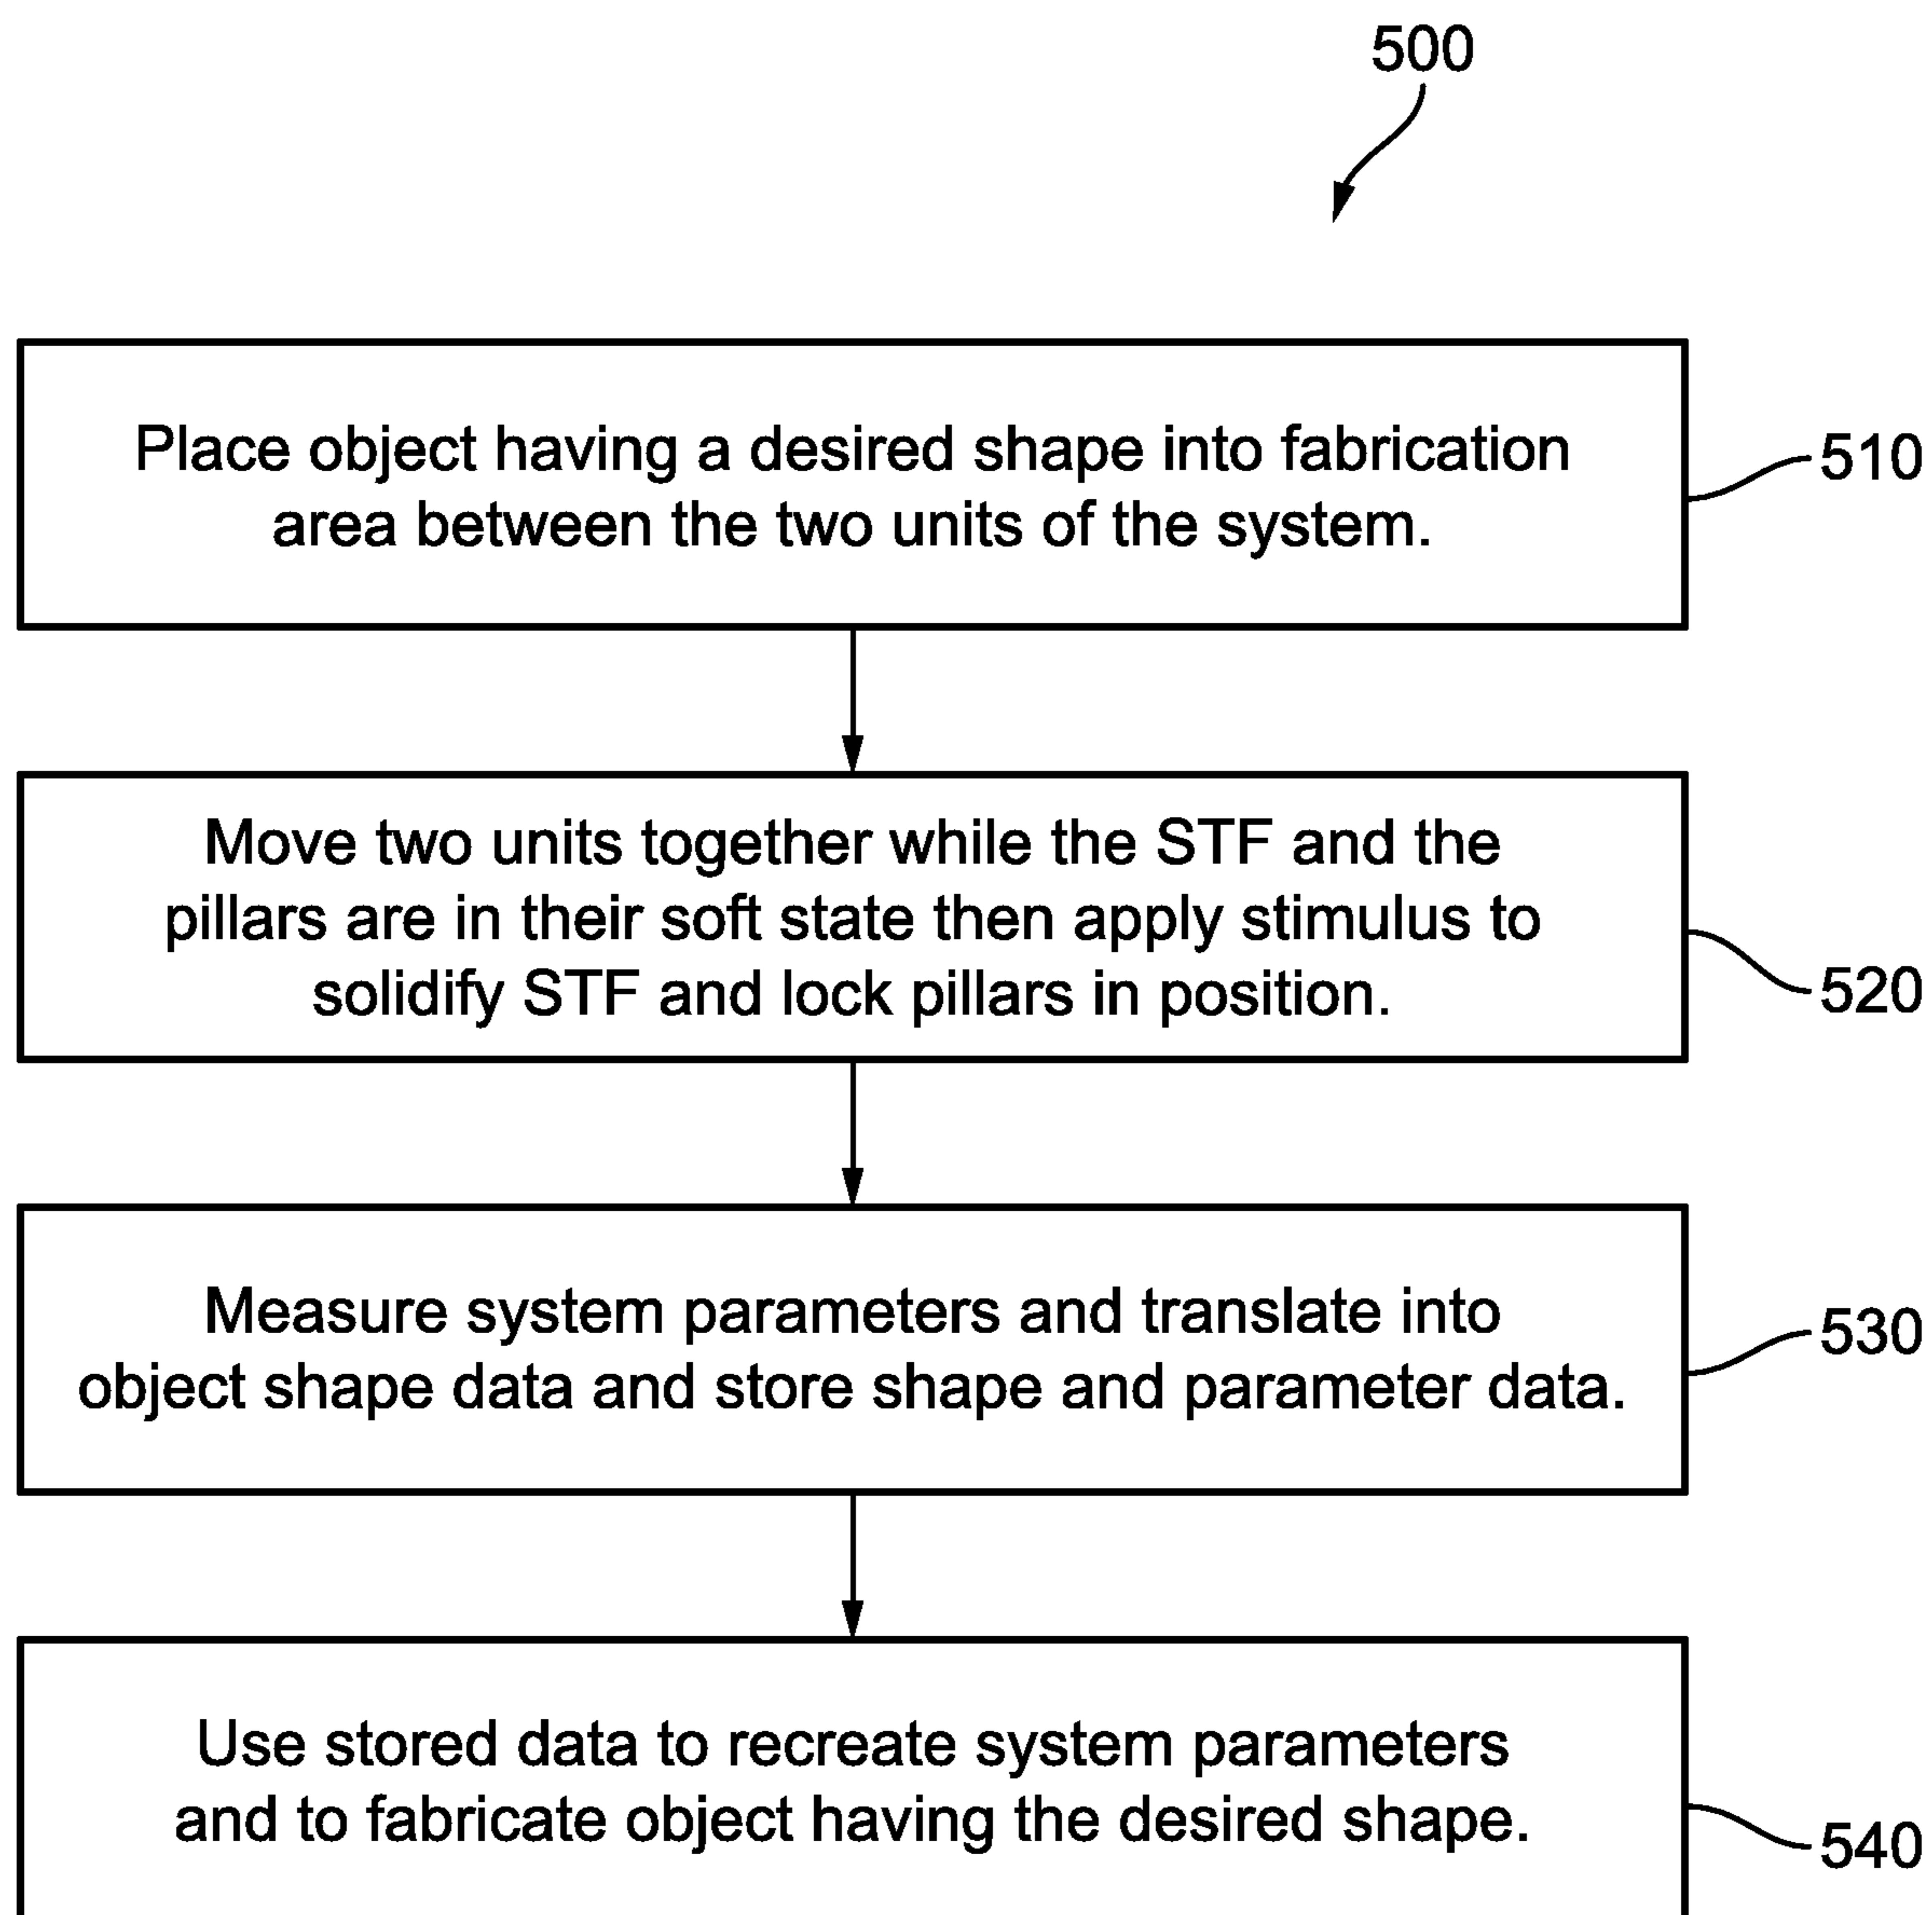 500
Place object having a desired shape into fabrication
area between the two units of the system.
510
Move two units together while the STF and the
pillars are in their soft state then apply stimulus to
solidify STF and lock pillars in position.
520
Measure system parameters and translate into
object shape data and store shape and parameter data.
530
Use stored data to recreate system parameters
and to fabricate object having the desired shape.
540